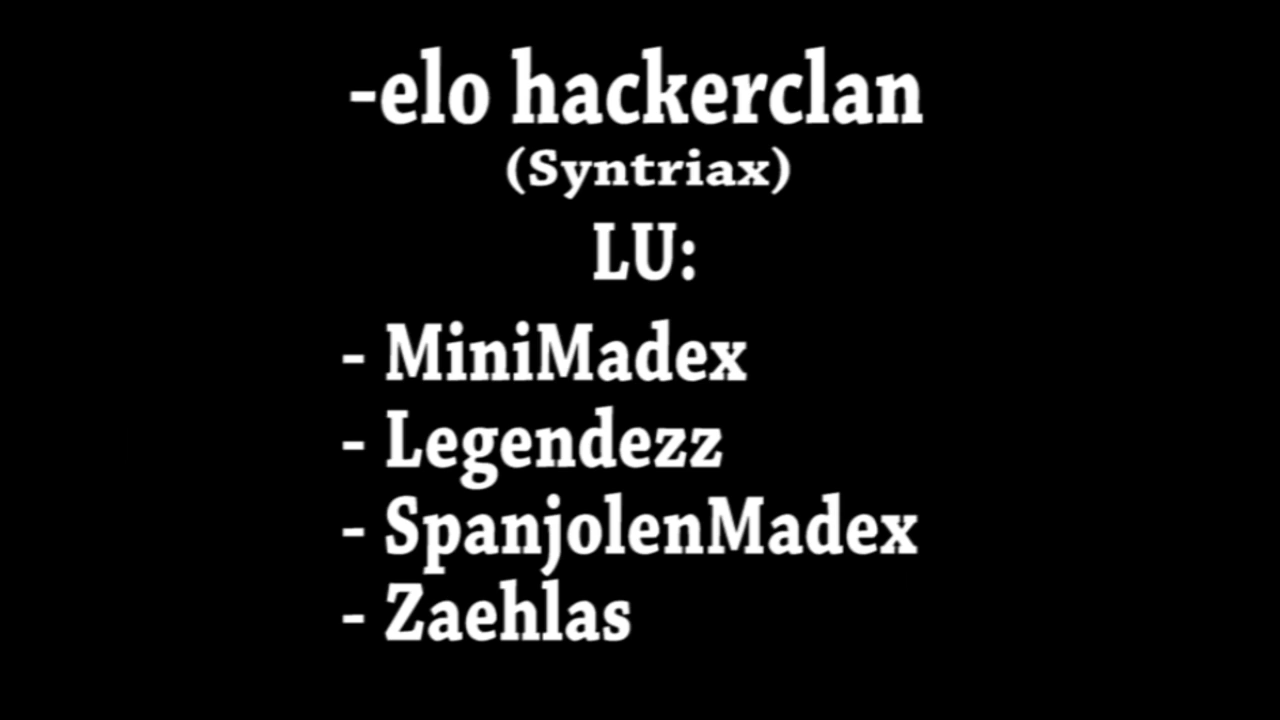 -elo hackerclan
(Syntriax)
LU:
- MiniMadex
- Legendezz
- SpanjolenMadex
- Zaehlas